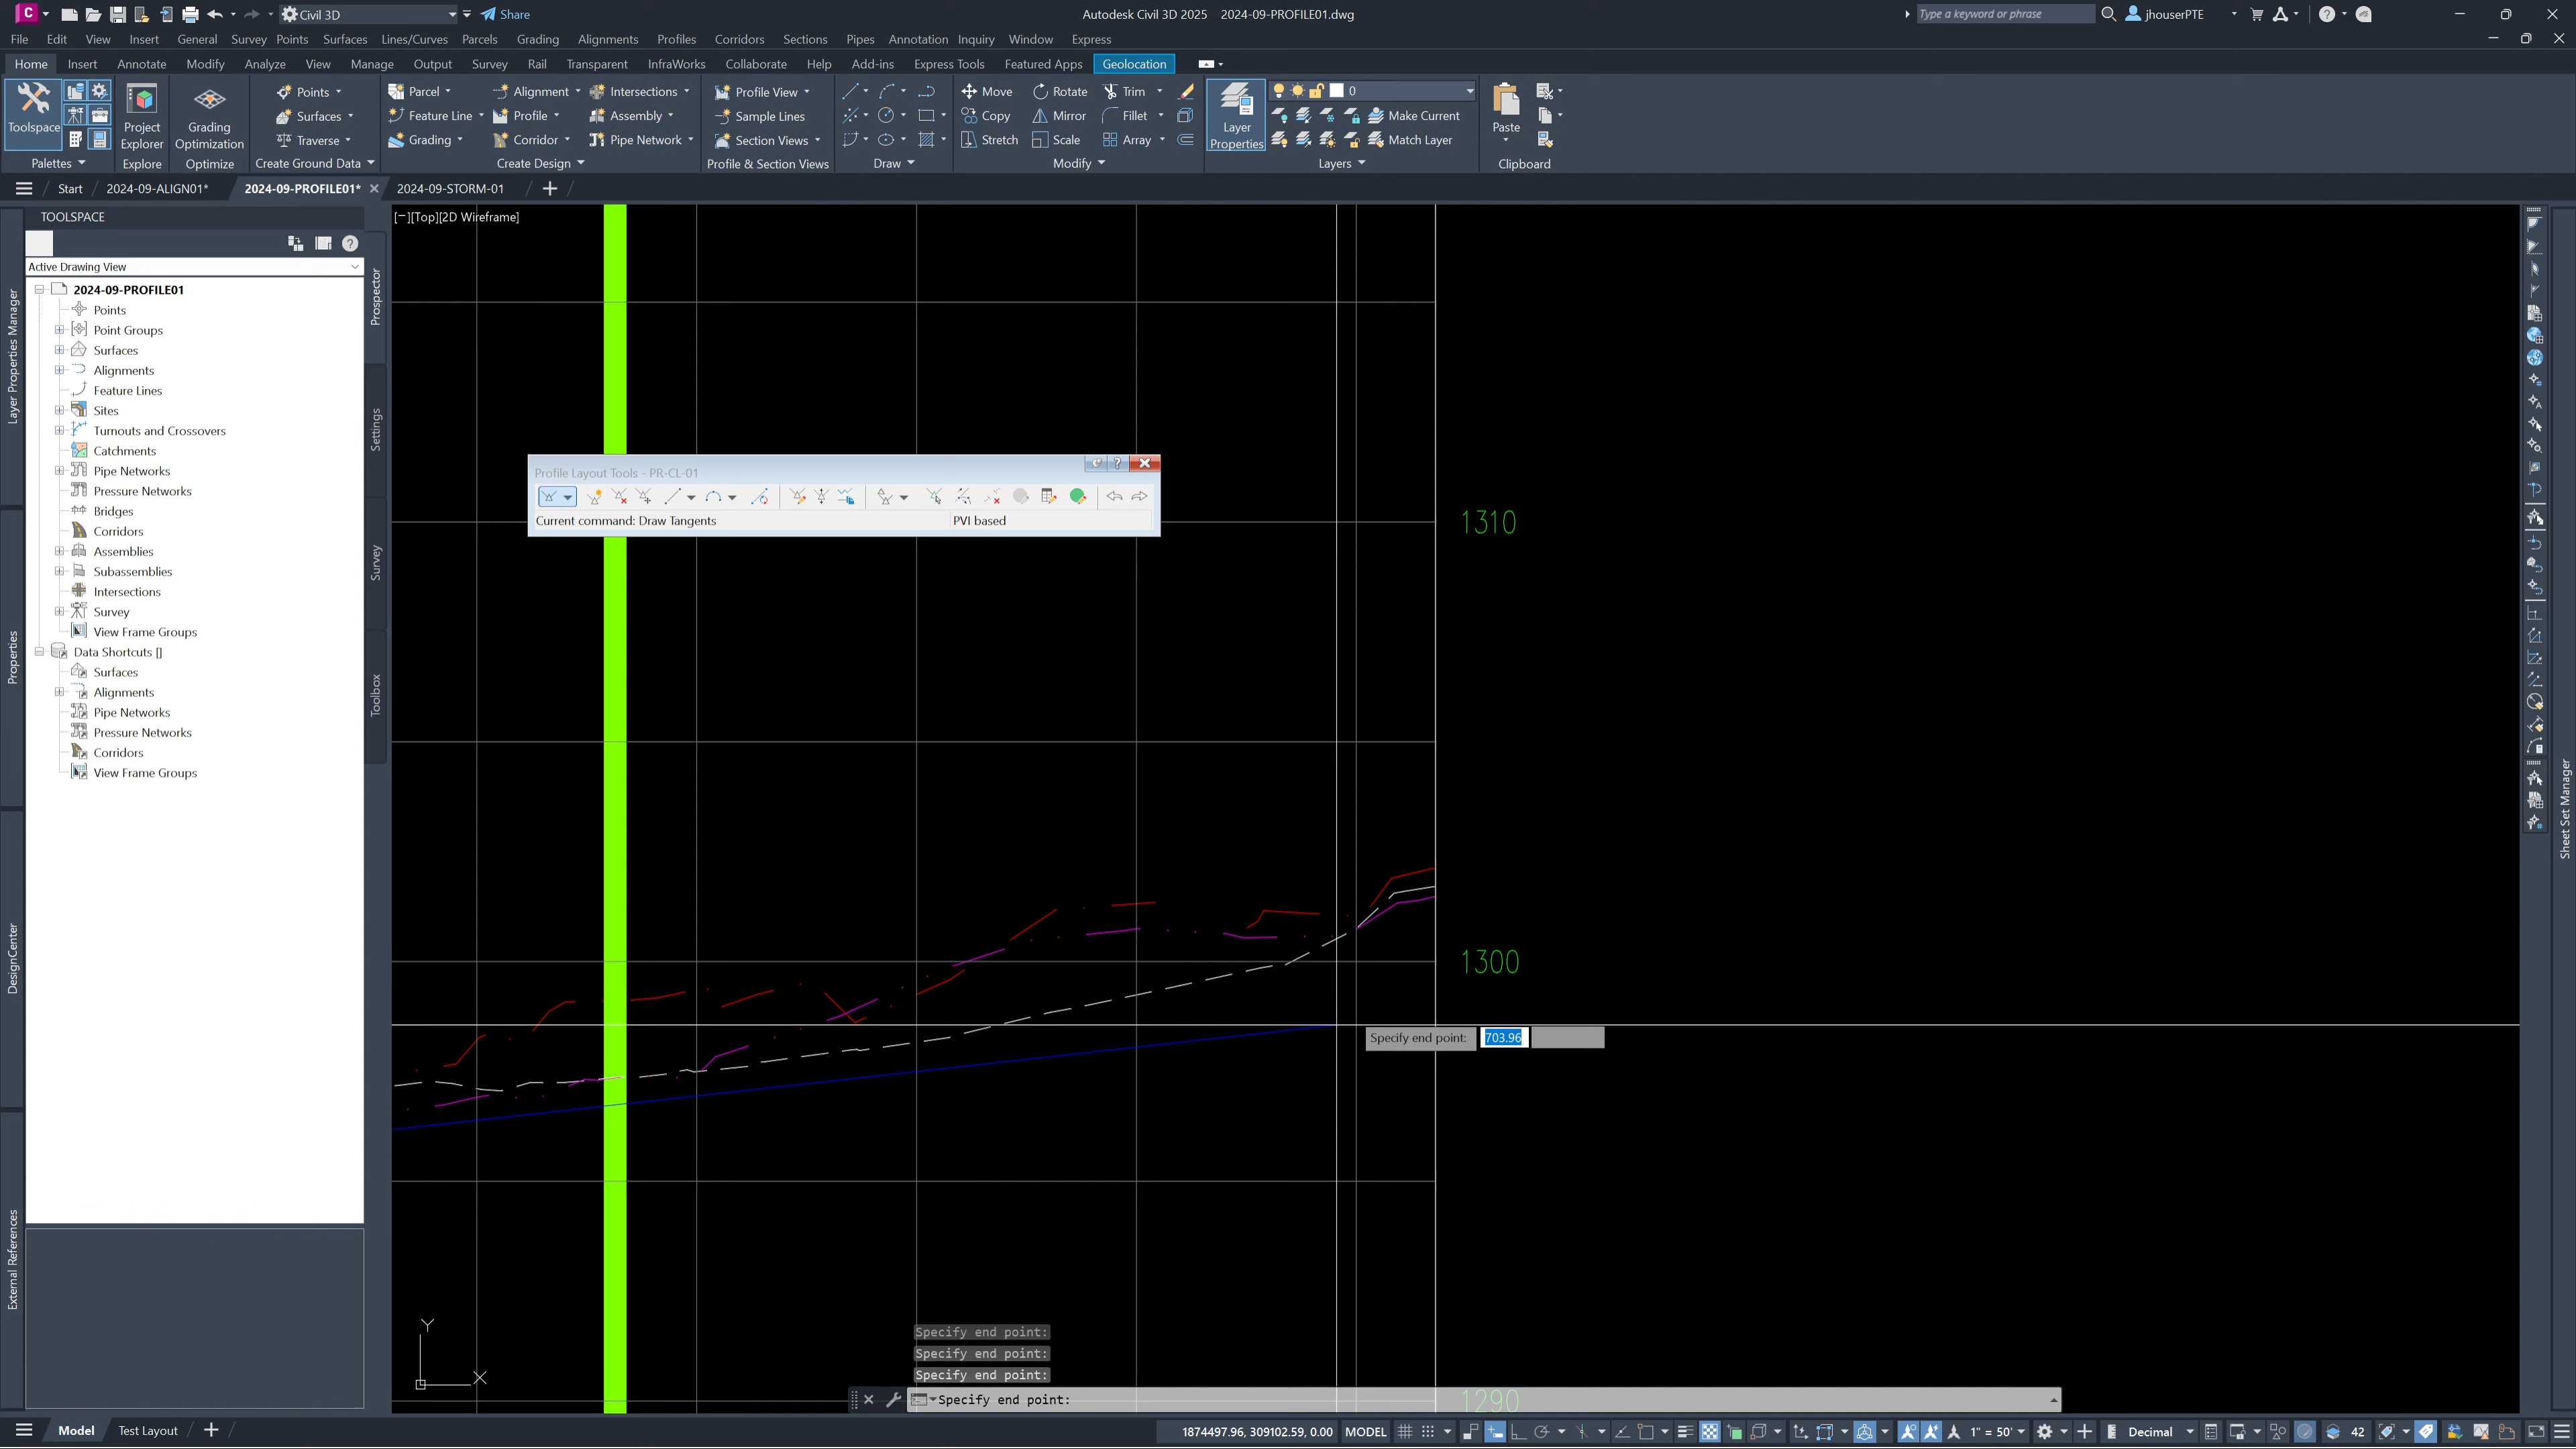 C Civil 3D Share Autodesk Civil 3D 2025 2024-09-PROFILE01.dwg Type a keyword or phrase jhouserPTE
File Edit View Insert General Survey Points Surfaces Lines/Curves Parcels Grading Alignments Profiles Corridors Sections Pipes Annotation Inquiry Window Express
Home Insert Annotate Modify Analyze View Manage Output Survey Rail Transparent InfraWorks Collaborate Help Add-ins Express Tools Featured Apps Geolocation
Points Parcel Alignment Intersections Profile View Move Rotate Trim 0
Surfaces Feature Line Profile Assembly Sample Lines Copy Mirror Fillet Make Current
Toolspace Project Explorer Grading Optimization Layer Properties Paste
Traverse Grading Corridor Pipe Network Section Views Stretch Scale Array Match Layer
Palettes Explore Optimize Create Ground Data Create Design Profile & Section Views Draw Modify Layers Clipboard
Start 2024-09-ALIGN01* 2024-09-PROFILE01* 2024-09-STORM-01
TOOLSPACE
[−][Top][2D Wireframe]
Active Drawing View
2024-09-PROFILE01
Points
Point Groups
Surfaces
Alignments
Feature Lines
Sites
Turnouts and Crossovers
Catchments
Pipe Networks
Pressure Networks
Bridges
Corridors
Assemblies
Subassemblies
Intersections
Survey
View Frame Groups
Data Shortcuts []
Surfaces
Alignments
Pipe Networks
Pressure Networks
Corridors
View Frame Groups
Prospector
Settings
Survey
Toolbox
Layer Properties Manager
Properties
DesignCenter
External References
Sheet Set Manager
Profile Layout Tools - PR-CL-01
Current command: Draw Tangents PVI based
1310
1300
Specify end point: 703.96
1290
Y
X
Specify end point:
Specify end point:
Specify end point:
Specify end point:
Model Test Layout 1874497.96, 309102.59, 0.00 MODEL 1" = 50' Decimal 42